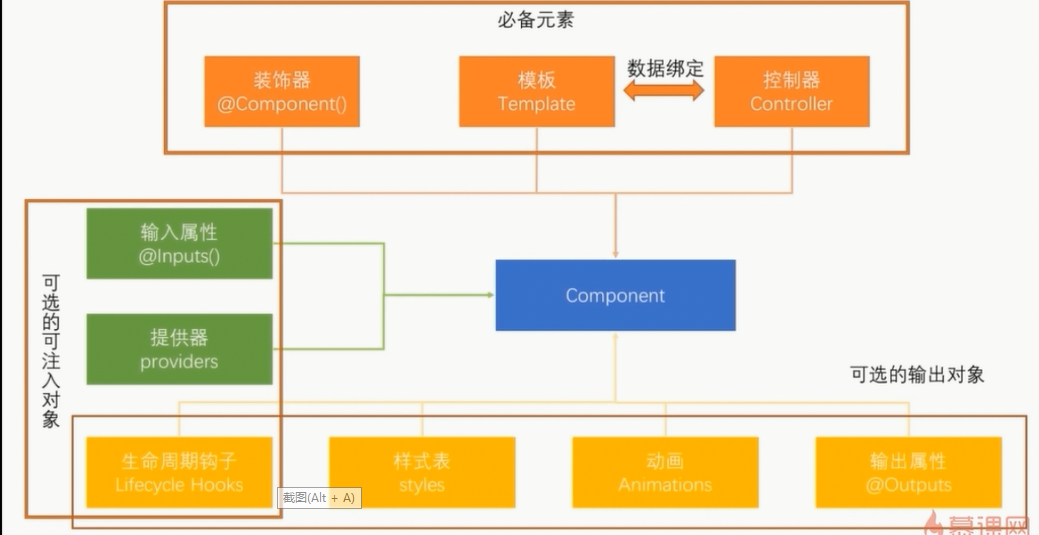 必备元素
装饰器
@Component()
模板
Template
数据绑定
控制器
Controller
输入属性
@Inputs()
可选的可注入对象
提供器
providers
Component
可选的输出对象
生命周期钩子
Lifecycle Hooks
样式表
styles
动画
Animations
输出属性
@Outputs
截图(Alt + A)
慕课网